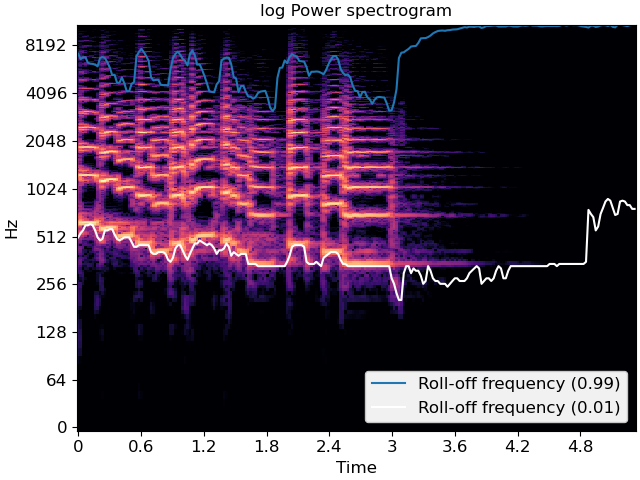 log Power spectrogram
8192
4096
2048
1024
512
256
128
64
0
Hz
0 0.6 1.2 1.8 2.4 3 3.6 4.2 4.8
Time
Roll-off frequency (0.99)
Roll-off frequency (0.01)